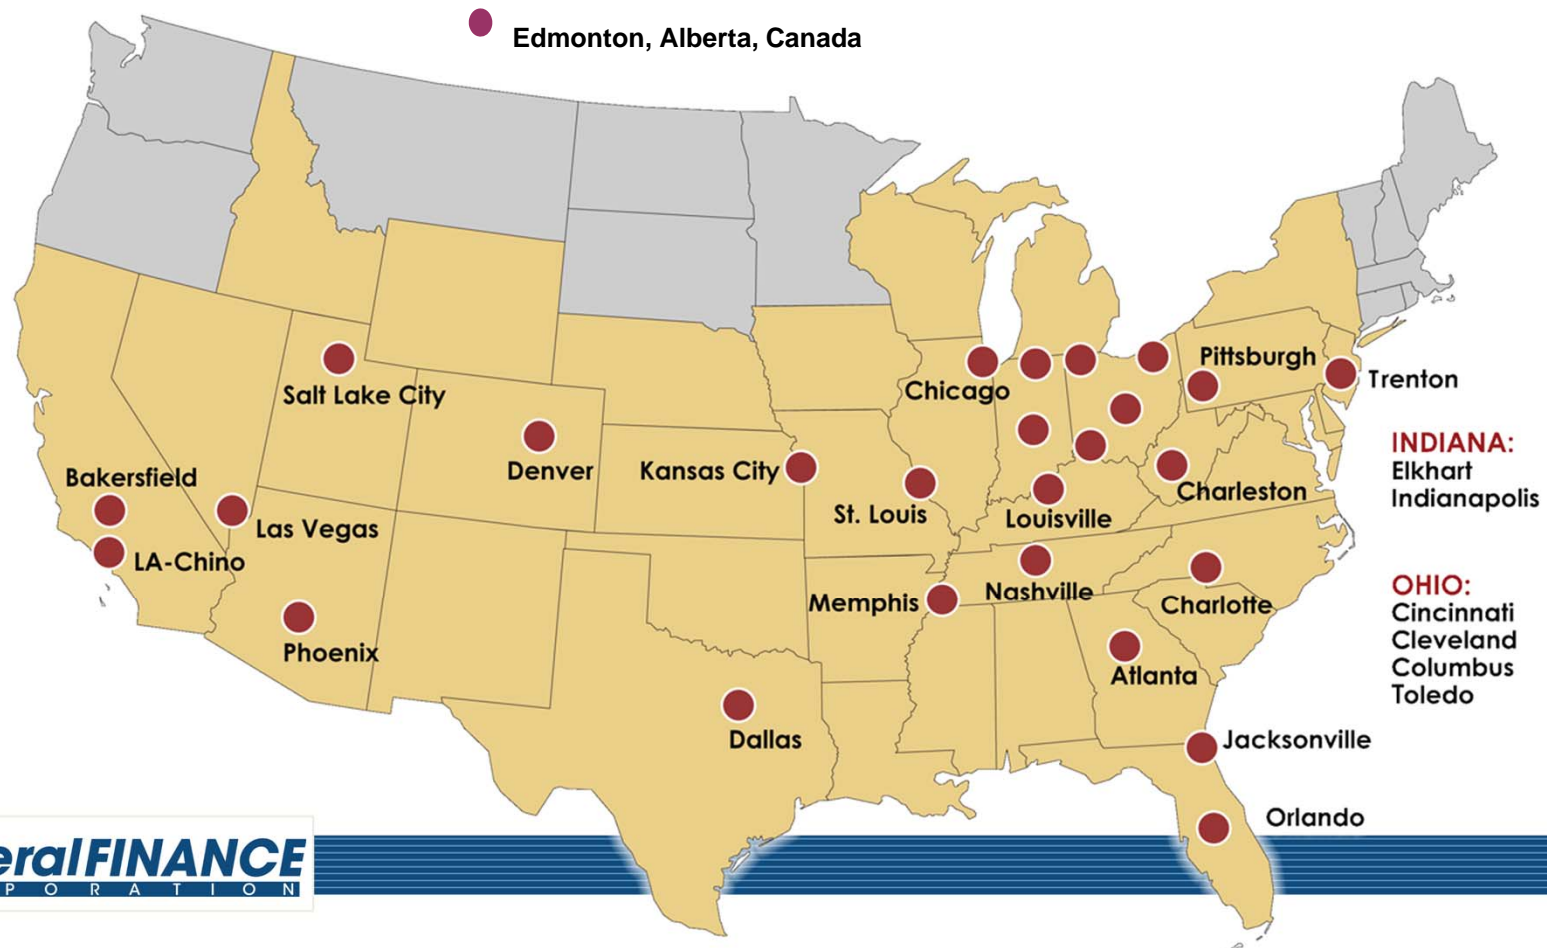 Edmonton, Alberta, Canada
Pittsburgh
Chicago
Trenton
Salt Lake City
INDIANA:
Elkhart
Indianapolis
Denver
Kansas City
Bakersfield
Charleston
St. Louis
Louisville
Las Vegas
LA-Chino
OHIO:
Cincinnati
Cleveland
Columbus
Toledo
Memphis
Nashville
Charlotte
Phoenix
Atlanta
Dallas
Jacksonville
Orlando
eralFINANCE
PORATION